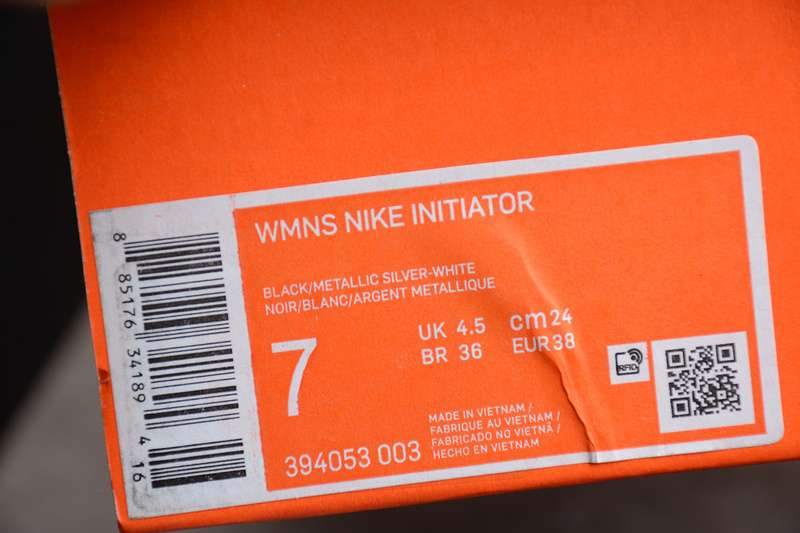 WMNS NIKE INITIATOR
BLACK/METALLIC SILVER-WHITE
NOIR/BLANC/ARGENT METALLIQUE
7
UK 4.5 cm 24
BR 36 EUR 38
RFID
394053 003
MADE IN VIETNAM /
FABRIQUE AU VIETNAM /
FABRICADO NO VIETNÃ /
HECHO EN VIETNAM
8 85176 34189 4 16